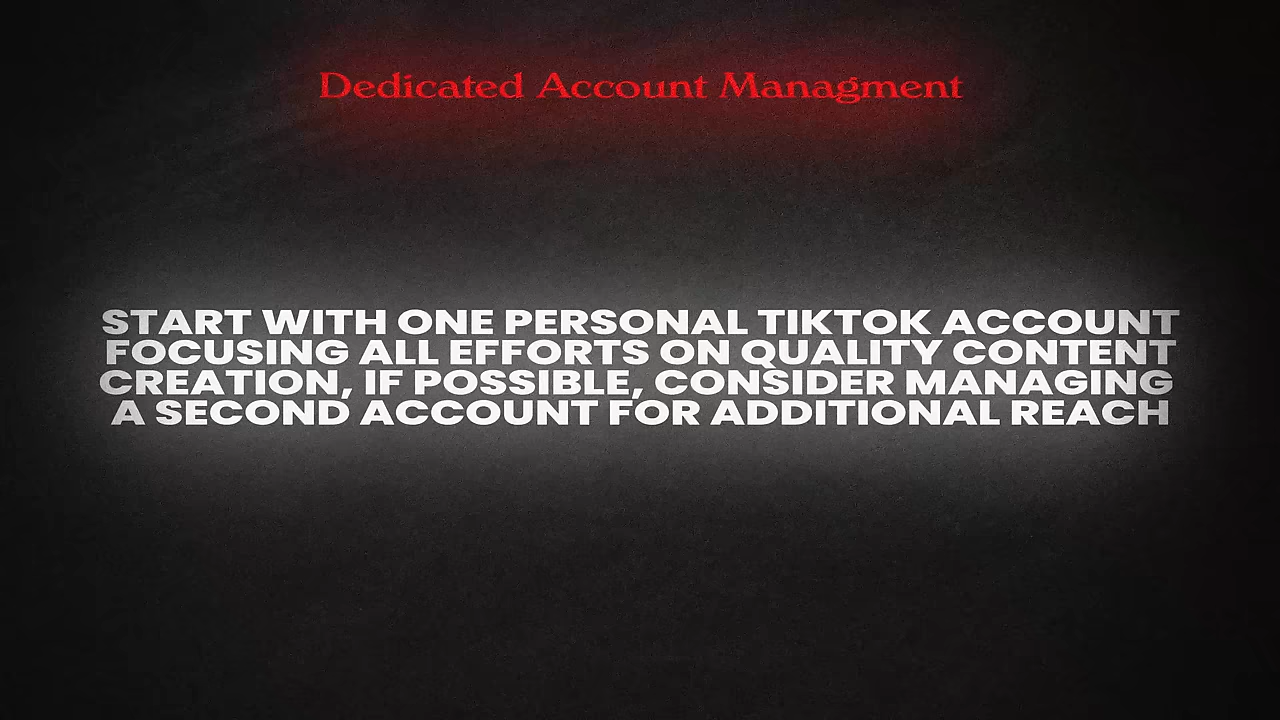 Dedicated Account Managment
START WITH ONE PERSONAL TIKTOK ACCOUNT
FOCUSING ALL EFFORTS ON QUALITY CONTENT
CREATION, IF POSSIBLE, CONSIDER MANAGING
A SECOND ACCOUNT FOR ADDITIONAL REACH